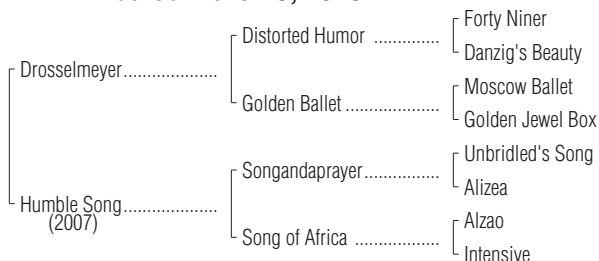 Forty Niner
Distorted Humor ...............
Danzig's Beauty
Drosselmeyer.....................
Moscow Ballet
Golden Ballet .....................
Golden Jewel Box
Unbridled's Song
Songandaprayer.................
Alizea
Humble Song.....................
(2007)
Alzao
Song of Africa ...................
Intensive